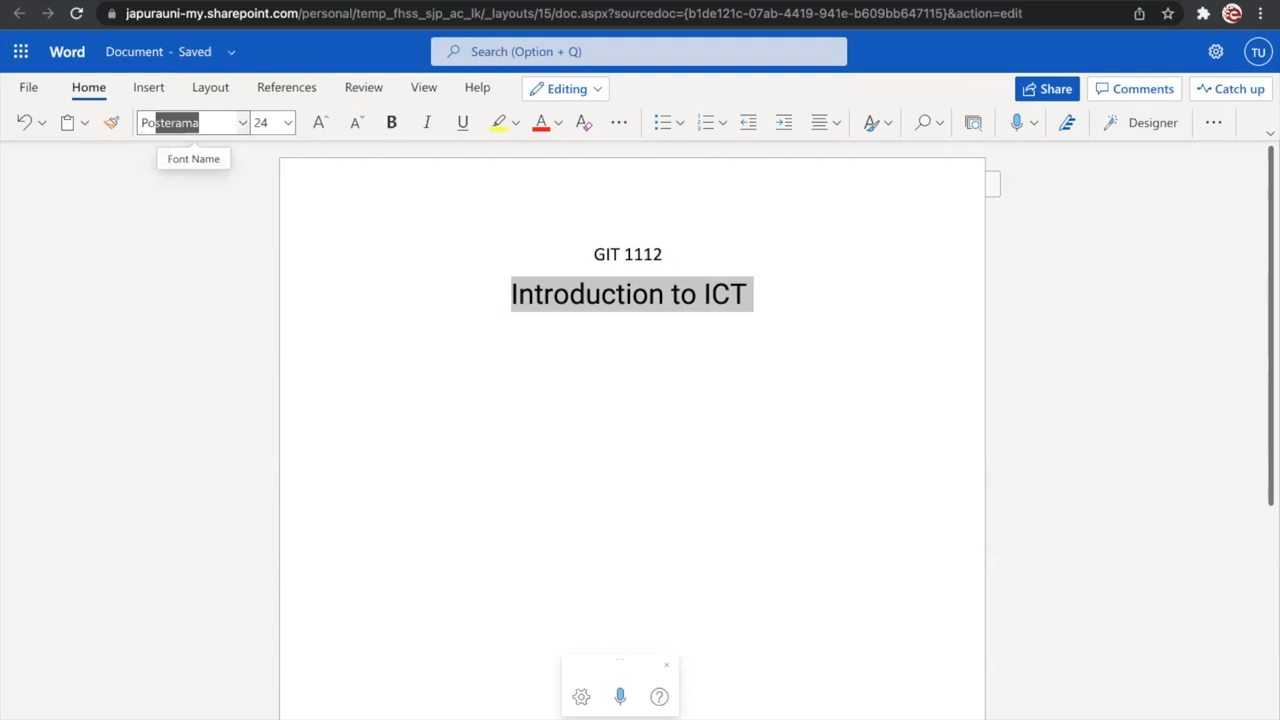 japurauni-my.sharepoint.com/personal/temp_fhss_sjp_ac_lk/_layouts/15/doc.aspx?sourcedoc={b1de121c-07ab-4419-941e-b609bb647115}&action=edit
Word Document - Saved Search (Option + Q) TU
File Home Insert Layout References Review View Help Editing Share Comments Catch up
Posterama 24 B I U A Designer
Font Name
GIT 1112
Introduction to ICT